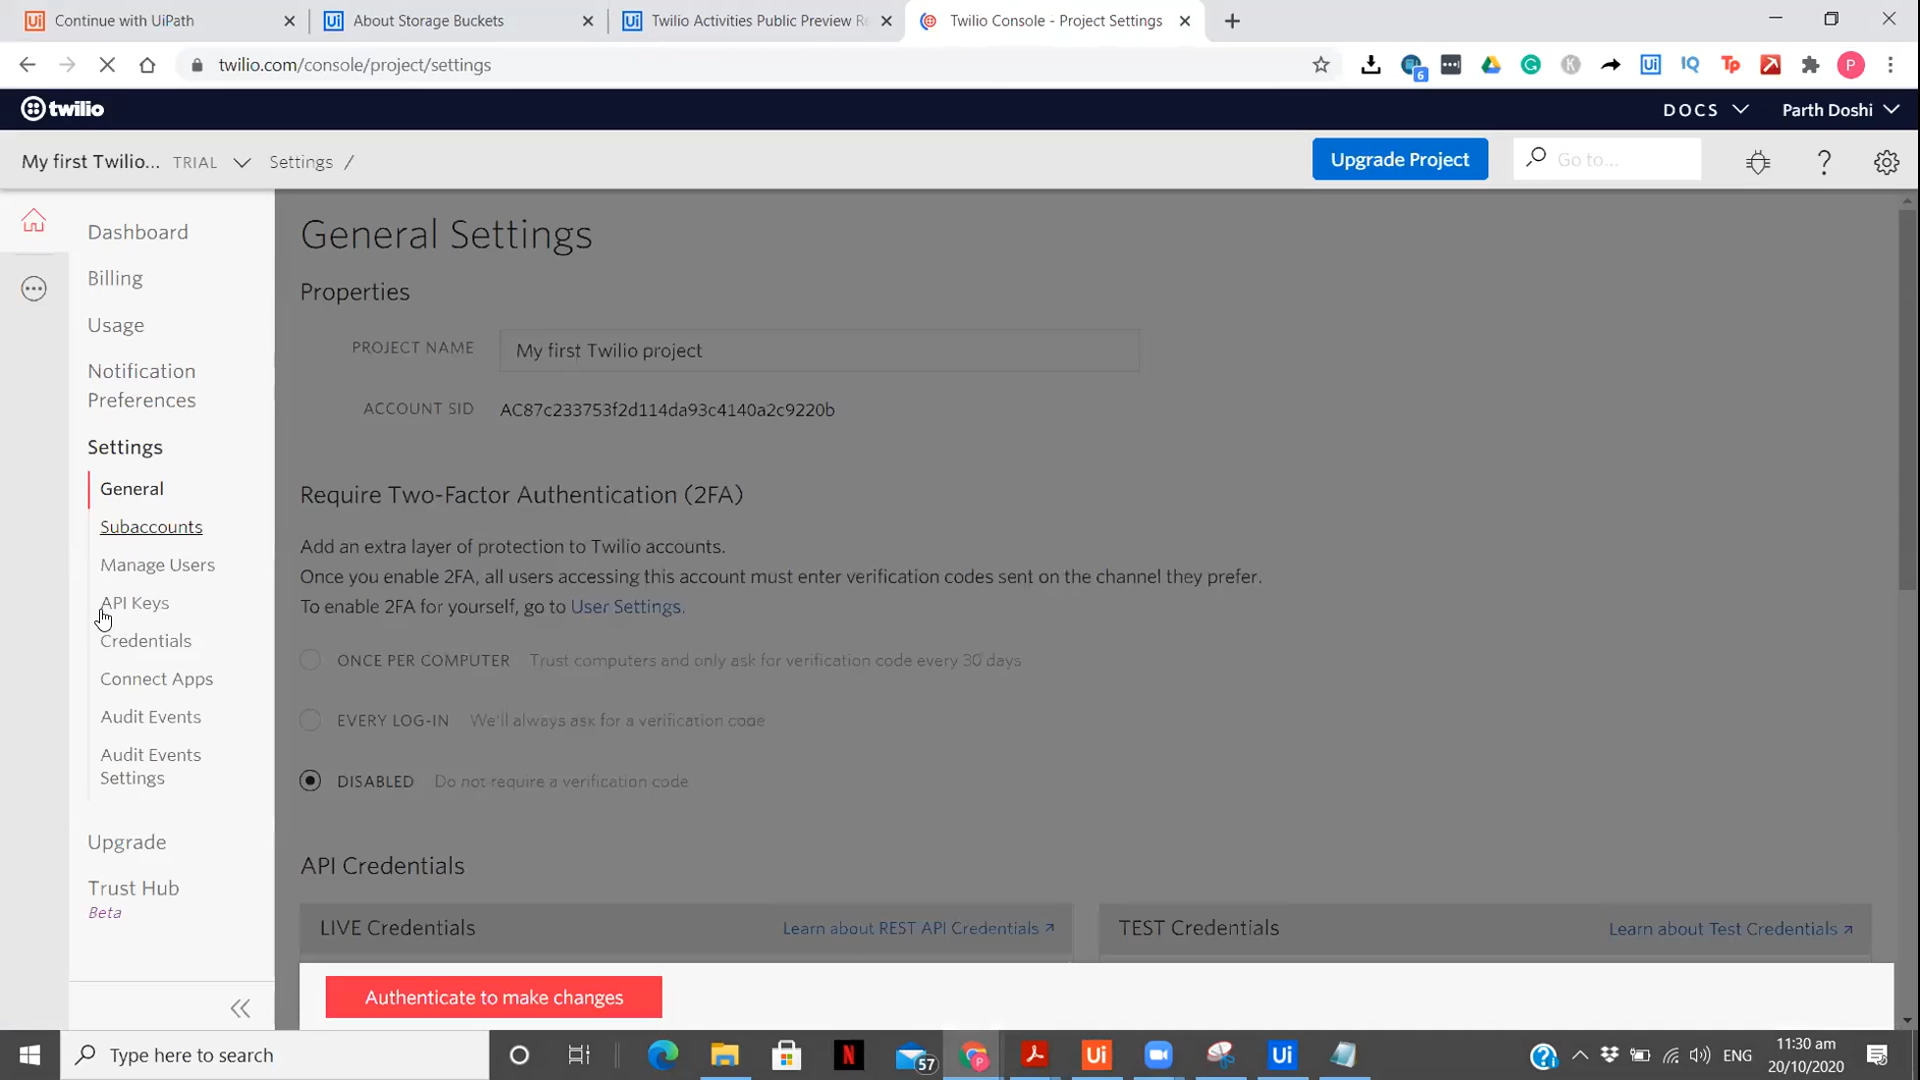 Continue with UiPath
About Storage Buckets
Twilio Activities Public Preview Re
Twilio Console - Project Settings
twilio.com/console/project/settings
twilio
DOCS
Parth Doshi
My first Twilio... TRIAL
Settings /
Upgrade Project
Go to...
Dashboard
Billing
Usage
Notification
Preferences
Settings
General
Subaccounts
Manage Users
API Keys
Credentials
Connect Apps
Audit Events
Audit Events
Settings
Upgrade
Trust Hub
Beta
General Settings
Properties
PROJECT NAME
My first Twilio project
ACCOUNT SID
AC87c233753f2d114da93c4140a2c9220b
Require Two-Factor Authentication (2FA)
Add an extra layer of protection to Twilio accounts.
Once you enable 2FA, all users accessing this account must enter verification codes sent on the channel they prefer.
To enable 2FA for yourself, go to User Settings.
ONCE PER COMPUTER Trust computers and only ask for verification code every 30 days
EVERY LOG-IN We'll always ask for a verification code
DISABLED Do not require a verification code
API Credentials
LIVE Credentials
Learn about REST API Credentials
TEST Credentials
Learn about Test Credentials
Authenticate to make changes
Type here to search
57
ENG
11:30 am
20/10/2020